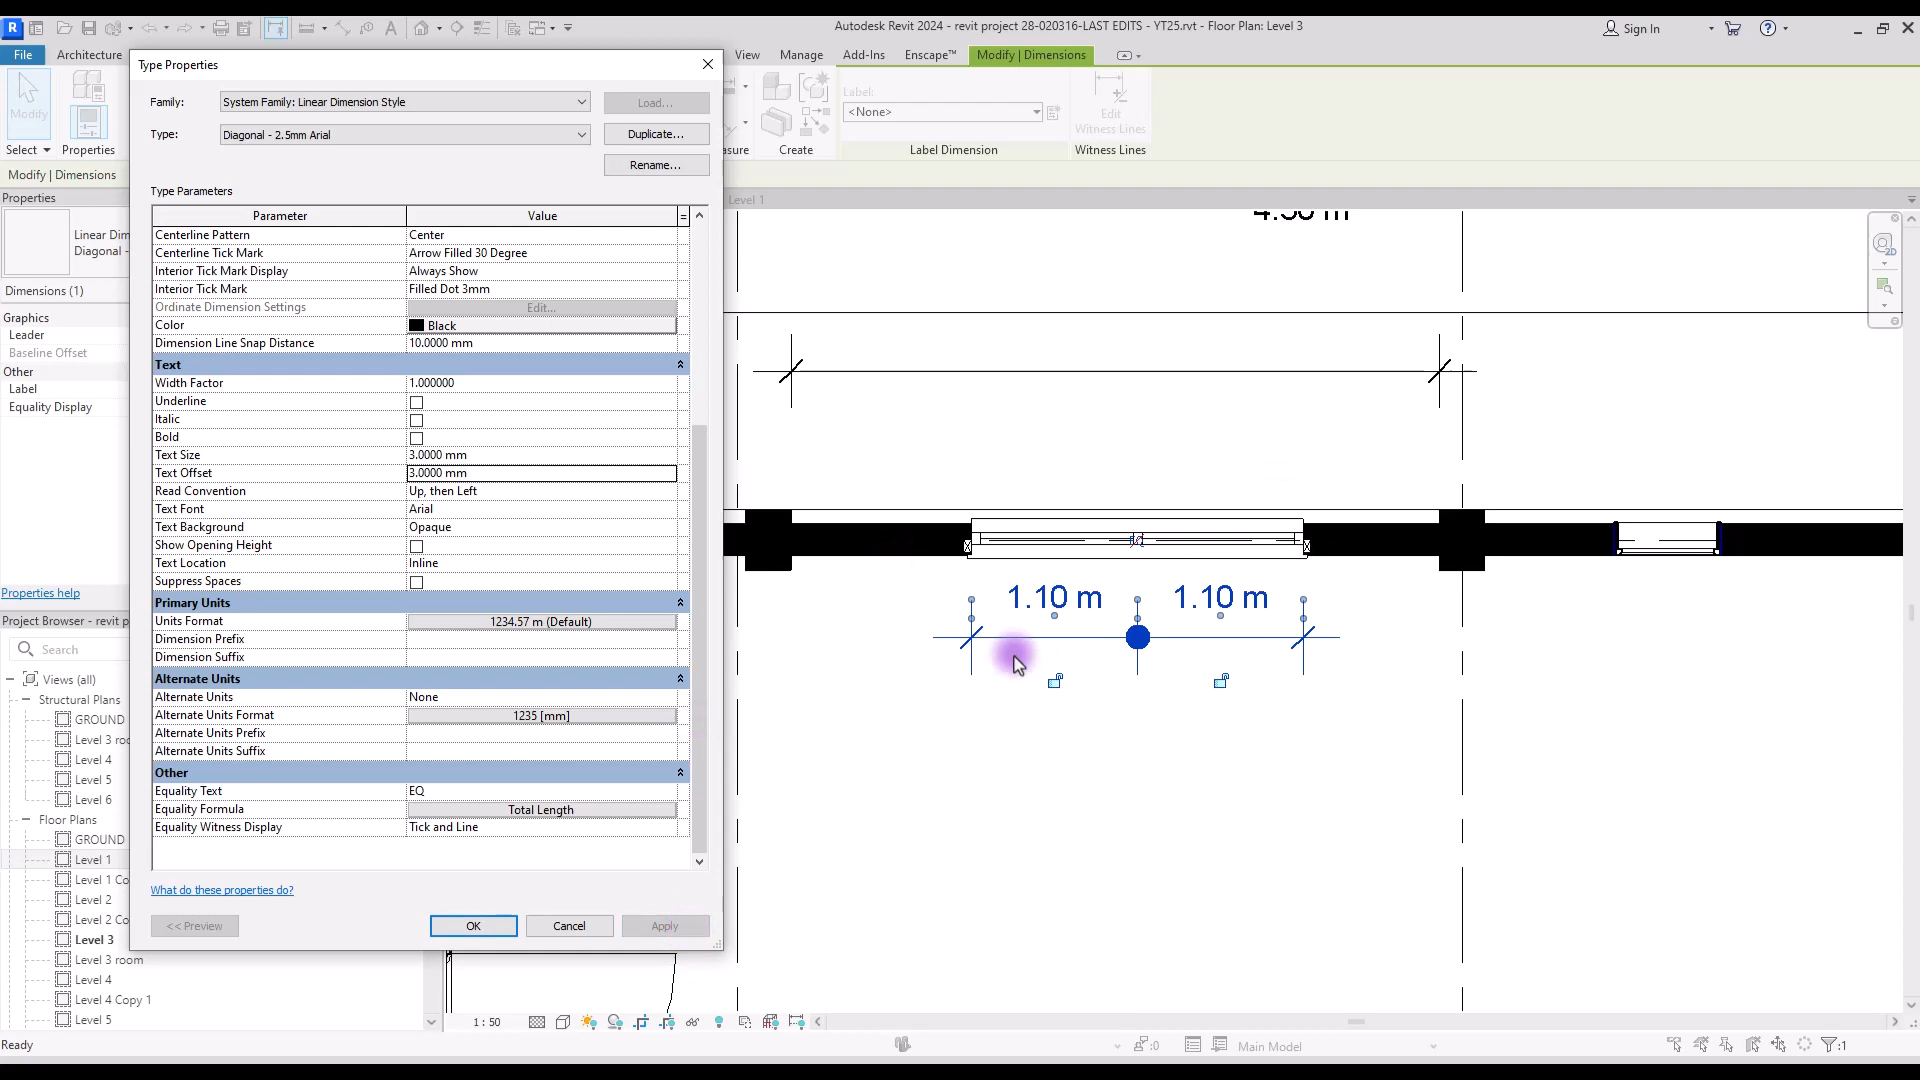 Autodesk Revit 2024 - revit project 28-020316-LAST EDITS - YT25.rvt - Floor Plan: Level 3
Sign In
File
Architecture
View
Manage
Add-Ins
Enscape™
Modify | Dimensions
Modify
Select
Properties
Create
Label:
<None>
Label Dimension
Edit
Witness Lines
Witness Lines
Modify | Dimensions
Properties
Linear Dim
Diagonal -
Dimensions (1)
Graphics
Leader
Baseline Offset
Other
Label
Equality Display
Properties help
Project Browser - revit p
Search
Views (all)
Structural Plans
GROUND
Level 3 roo
Level 4
Level 5
Level 6
Floor Plans
GROUND
Level 1
Level 1 Co
Level 2
Level 2 Co
Level 3
Level 3 room
Level 4
Level 4 Copy 1
Level 5
Ready
Type Properties
Family:
System Family: Linear Dimension Style
Load...
Type:
Diagonal - 2.5mm Arial
Duplicate...
Rename...
Type Parameters
Parameter Value =
Centerline Pattern Center
Centerline Tick Mark Arrow Filled 30 Degree
Interior Tick Mark Display Always Show
Interior Tick Mark Filled Dot 3mm
Ordinate Dimension Settings Edit...
Color Black
Dimension Line Snap Distance 10.0000 mm
Text
Width Factor 1.000000
Underline
Italic
Bold
Text Size 3.0000 mm
Text Offset 3.0000 mm
Read Convention Up, then Left
Text Font Arial
Text Background Opaque
Show Opening Height
Text Location Inline
Suppress Spaces
Primary Units
Units Format 1234.57 m (Default)
Dimension Prefix
Dimension Suffix
Alternate Units
Alternate Units None
Alternate Units Format 1235 [mm]
Alternate Units Prefix
Alternate Units Suffix
Other
Equality Text EQ
Equality Formula Total Length
Equality Witness Display Tick and Line
What do these properties do?
<< Preview
OK
Cancel
Apply
Level 1
4.50 m
1.10 m
1.10 m
2D
1 : 50
:0
Main Model
:1